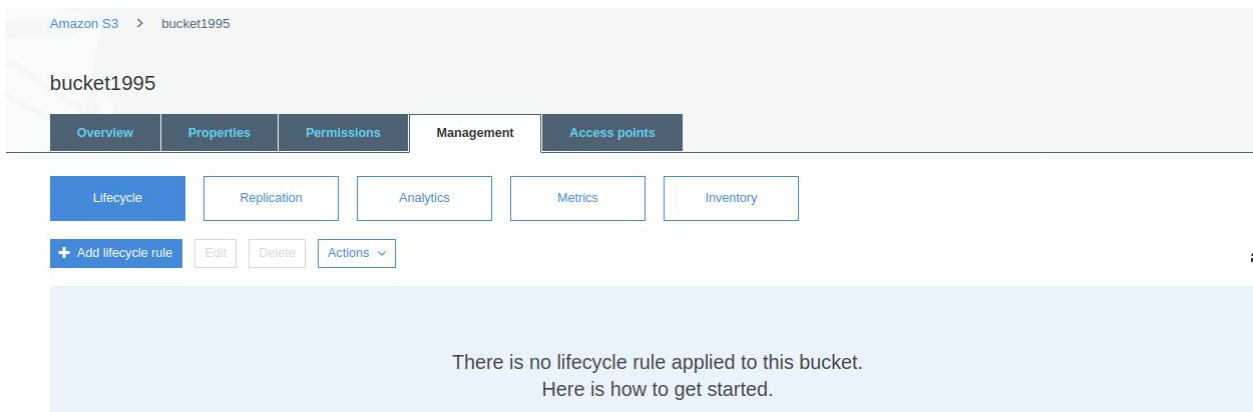 Amazon S3 > bucket1995
bucket1995
Overview Properties Permissions Management Access points
Lifecycle Replication Analytics Metrics Inventory
+ Add lifecycle rule Edit Delete Actions
There is no lifecycle rule applied to this bucket.
Here is how to get started.